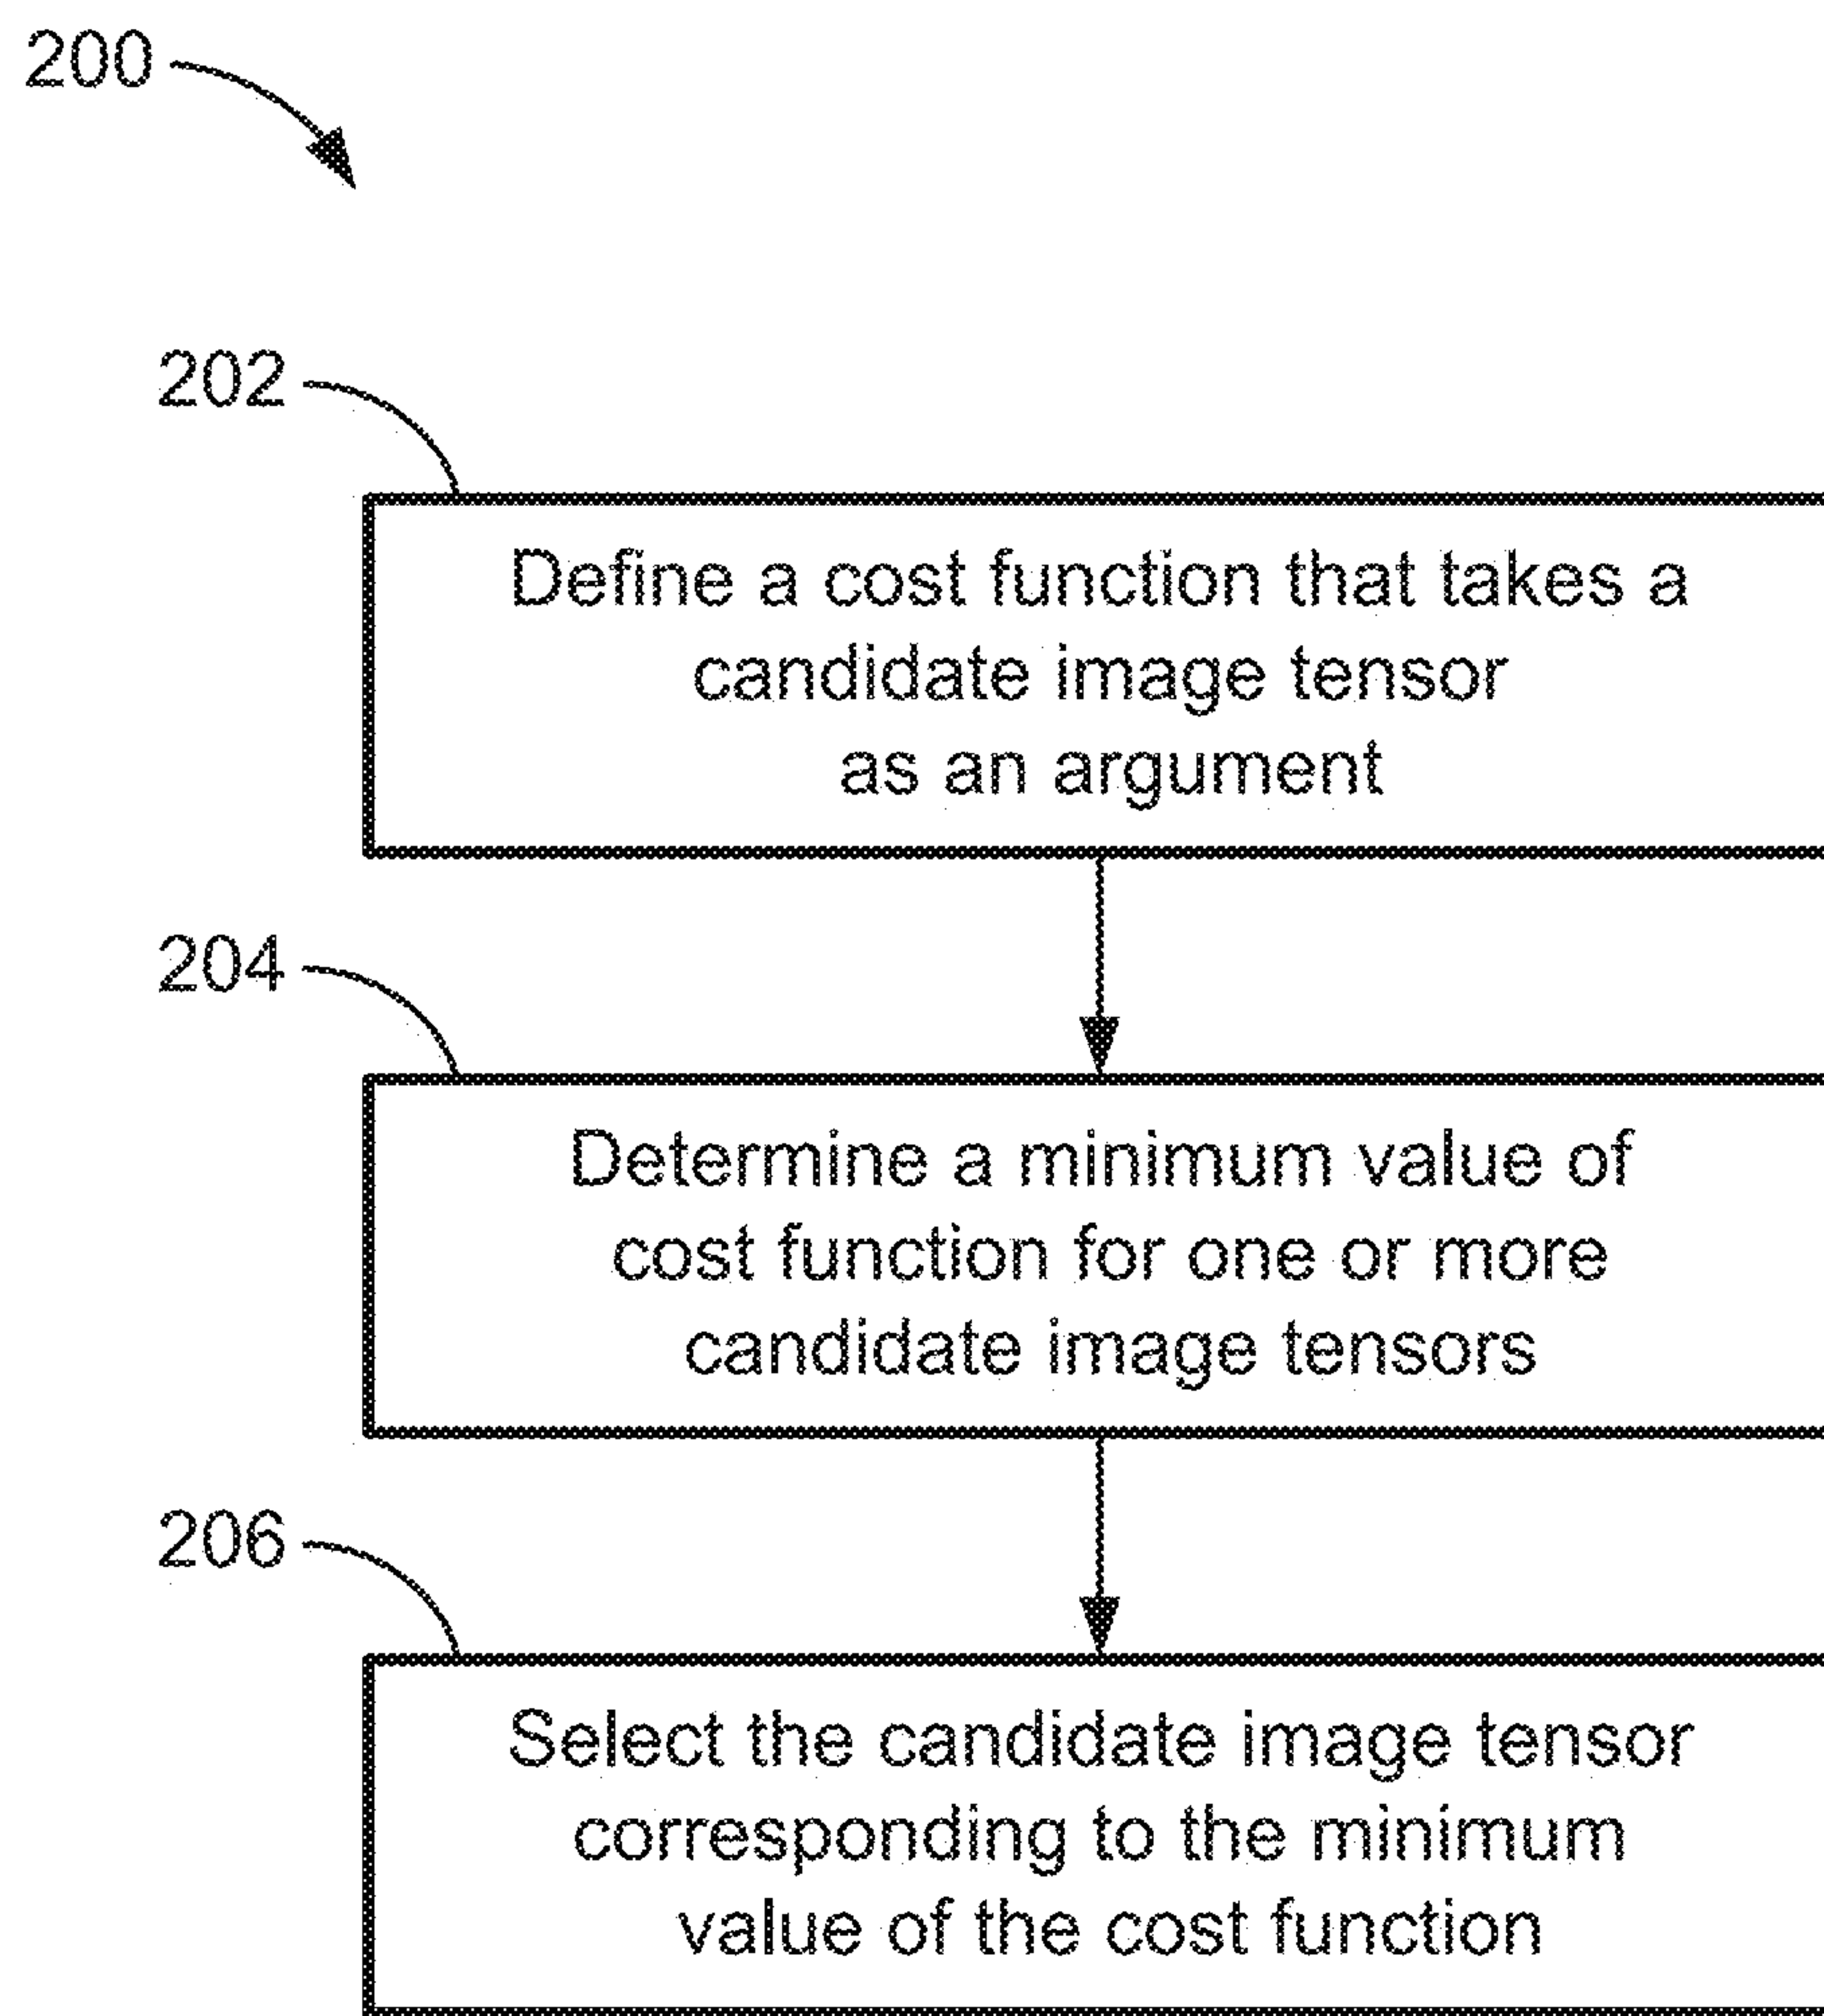 200
202
Define a cost function that takes a
candidate image tensor
as an argument
204
Determine a minimum value of
cost function for one or more
candidate image tensors
206
Select the candidate image tensor
corresponding to the minimum
value of the cost function